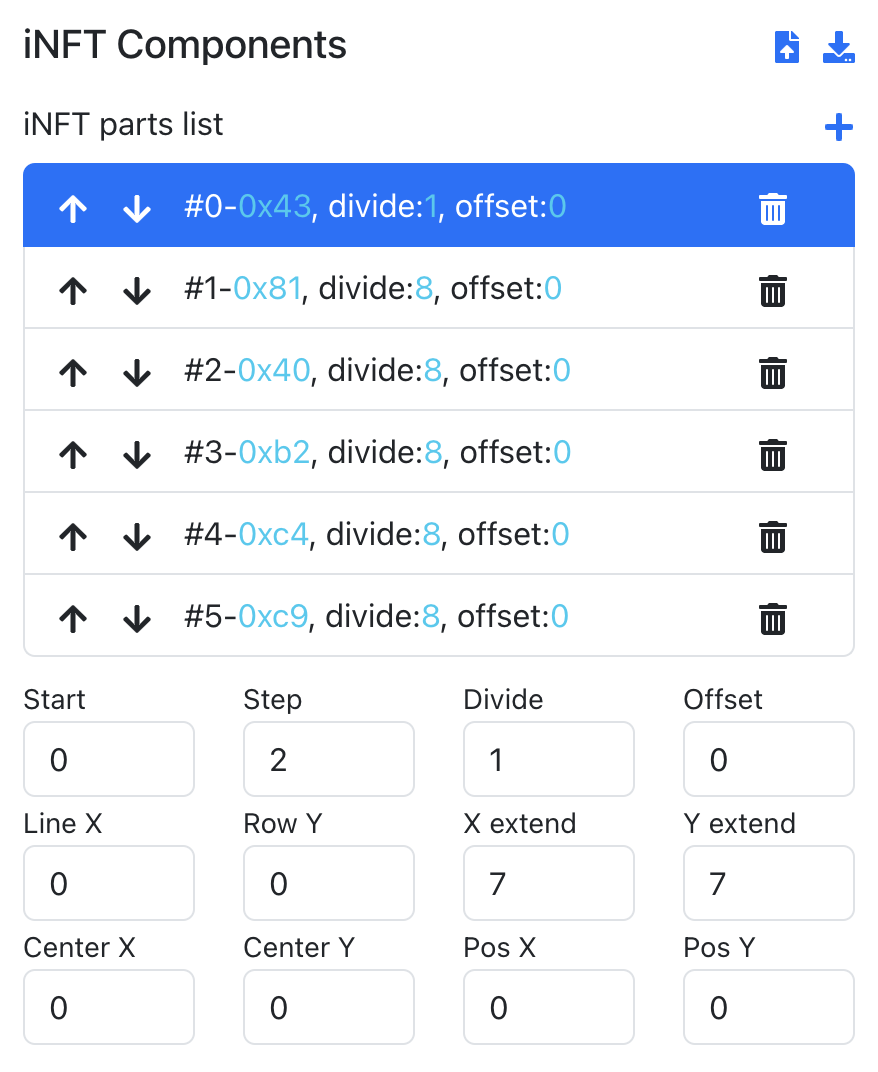 iNFT Components
iNFT parts list
#0-0x43, divide:1, offset:0
#1-0x81, divide:8, offset:0
#2-0x40, divide:8, offset:0
#3-0xb2, divide:8, offset:0
#4-0xc4, divide:8, offset:0
#5-0xc9, divide:8, offset:0
Start Step Divide Offset
0 2 1 0
Line X Row Y X extend Y extend
0 0 7 7
Center X Center Y Pos X Pos Y
0 0 0 0